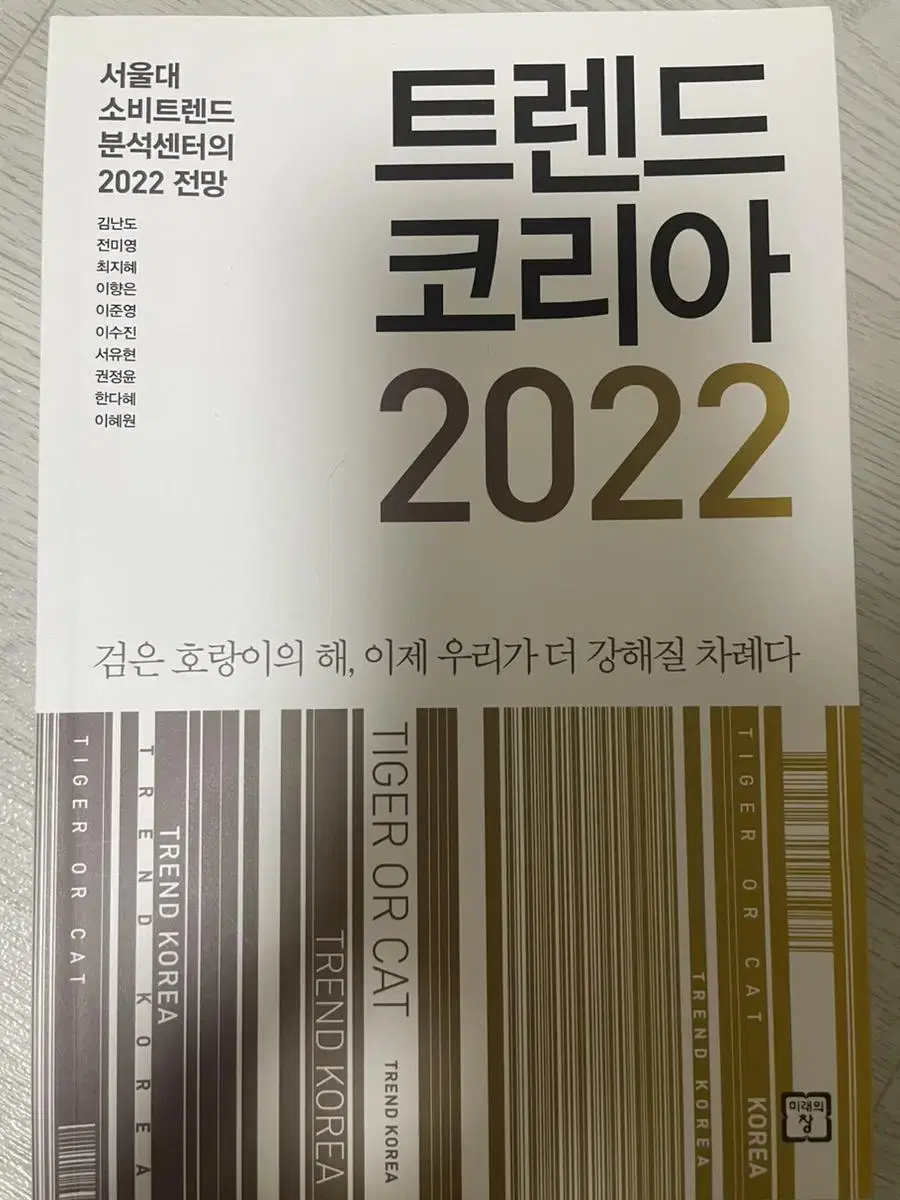 서울대
소비트렌드
분석센터의
2022 전망
김난도
전미영
최지혜
이향은
이준영
이수진
서유현
권정윤
한다혜
이혜원
트렌드
코리아
2022
검은 호랑이의 해, 이제 우리가 더 강해질 차례다
TIGER OR CAT
TREND KOREA
TREND KOREA
TREND KOREA
TIGER OR CAT
TREND KOREA
TREND KOREA
TIGER OR CAT
KOREA
미래의
창